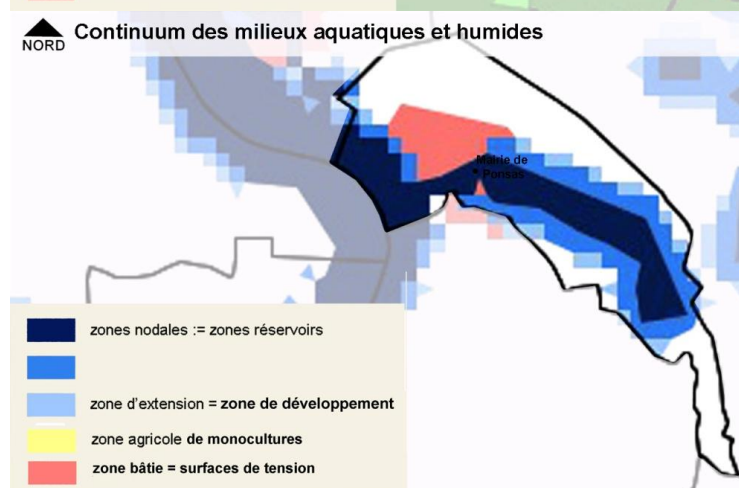 NORD
Continuum des milieux aquatiques et humides
Mairie de
Ponsas
zones nodales := zones réservoirs
zone d'extension = zone de développement
zone agricole de monocultures
zone bâtie = surfaces de tension